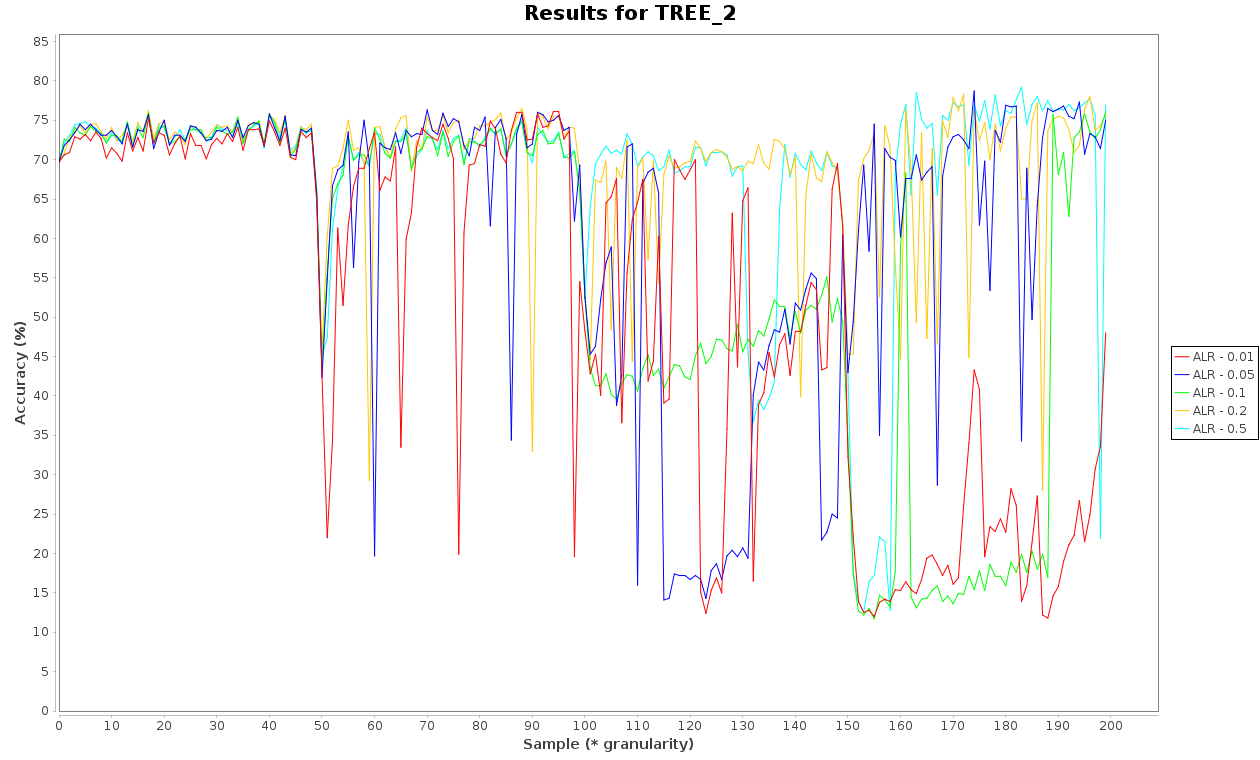 Results for TREE_2
Accuracy (%)
85
80
75
70
65
60
55
50
45
40
35
30
25
20
15
10
5
0
0 10 20 30 40 50 60 70 80 90 100 110 120 130 140 150 160 170 180 190 200
Sample (* granularity)
ALR - 0.01
ALR - 0.05
ALR - 0.1
ALR - 0.2
ALR - 0.5